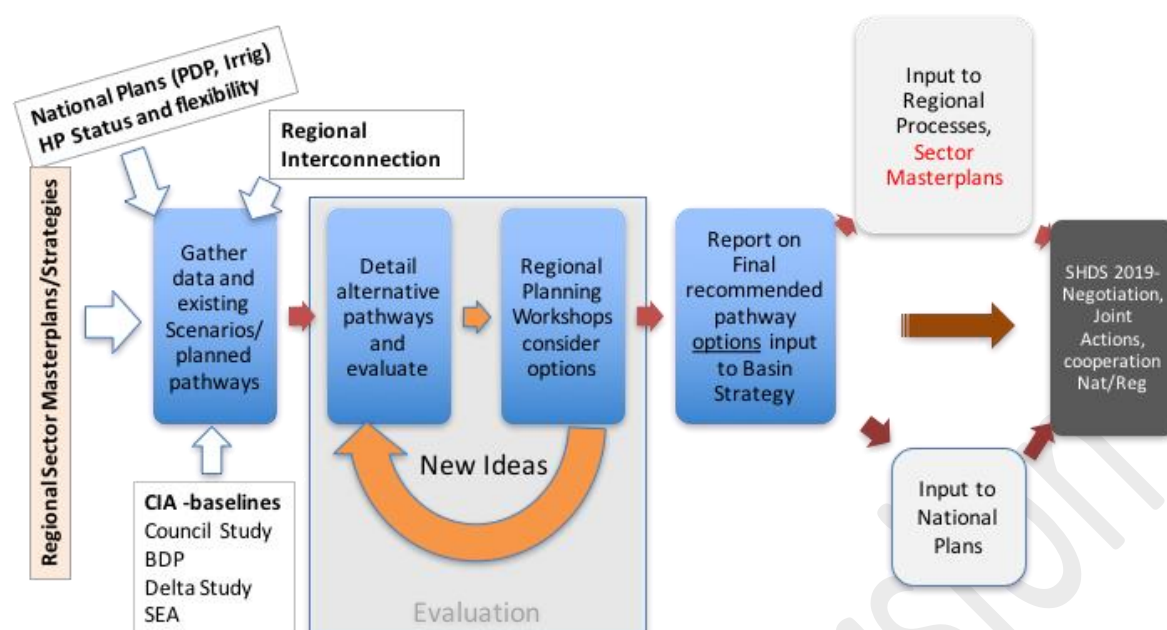 National Plans (PDP, Irrig)
HP Status and flexibility
Regional
Interconnection
Regional Sector Masterplans/Strategies
Gather
data and
existing
Scenarios/
planned
pathways
CIA -baselines
Council Study
BDP
Delta Study
SEA
Detail
alternative
pathways
and
evaluate
Regional
Planning
Workshops
consider
options
New Ideas
Evaluation
Report on
Final
recommended
pathway
options input
to Basin
Strategy
Input to
Regional
Processes,
Sector
Masterplans
Input to
National
Plans
SHDS 2019-
Negotiation,
Joint
Actions,
cooperation
Nat/Reg